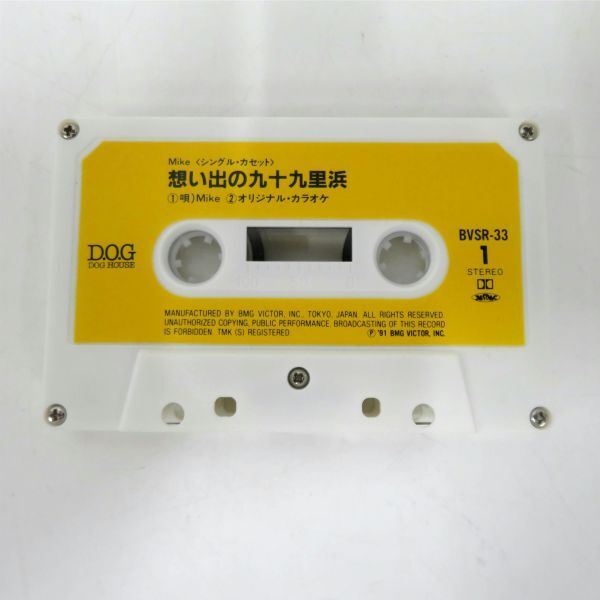 Mike〈シングル・カセット〉
想い出の九十九里浜
①唄)Mike ②オリジナル・カラオケ
D.O.G
DOG HOUSE
BVSR-33
1
STEREO
100 50 0
MANUFACTURED BY BMG VICTOR, INC., TOKYO, JAPAN. ALL RIGHTS RESERVED.
UNAUTHORIZED COPYING, PUBLIC PERFORMANCE, BROADCASTING OF THIS RECORD
IS FORBIDDEN. TMK (S) REGISTERED.
Ⓟ '91 BMG VICTOR, INC.